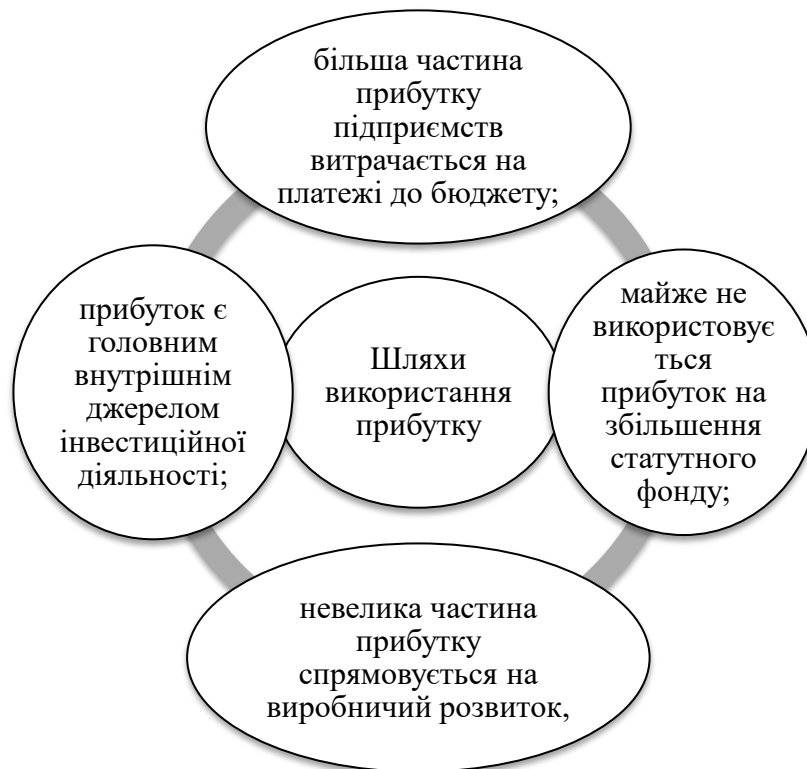 більша частина
прибутку
підприємств
витрачається на
платежі до бюджету;
прибуток є
головним
внутрішнім
джерелом
інвестиційної
діяльності;
Шляхи
використання
прибутку
майже не
використовує
ться
прибуток на
збільшення
статутного
фонду;
невелика частина
прибутку
спрямовується на
виробничий розвиток,